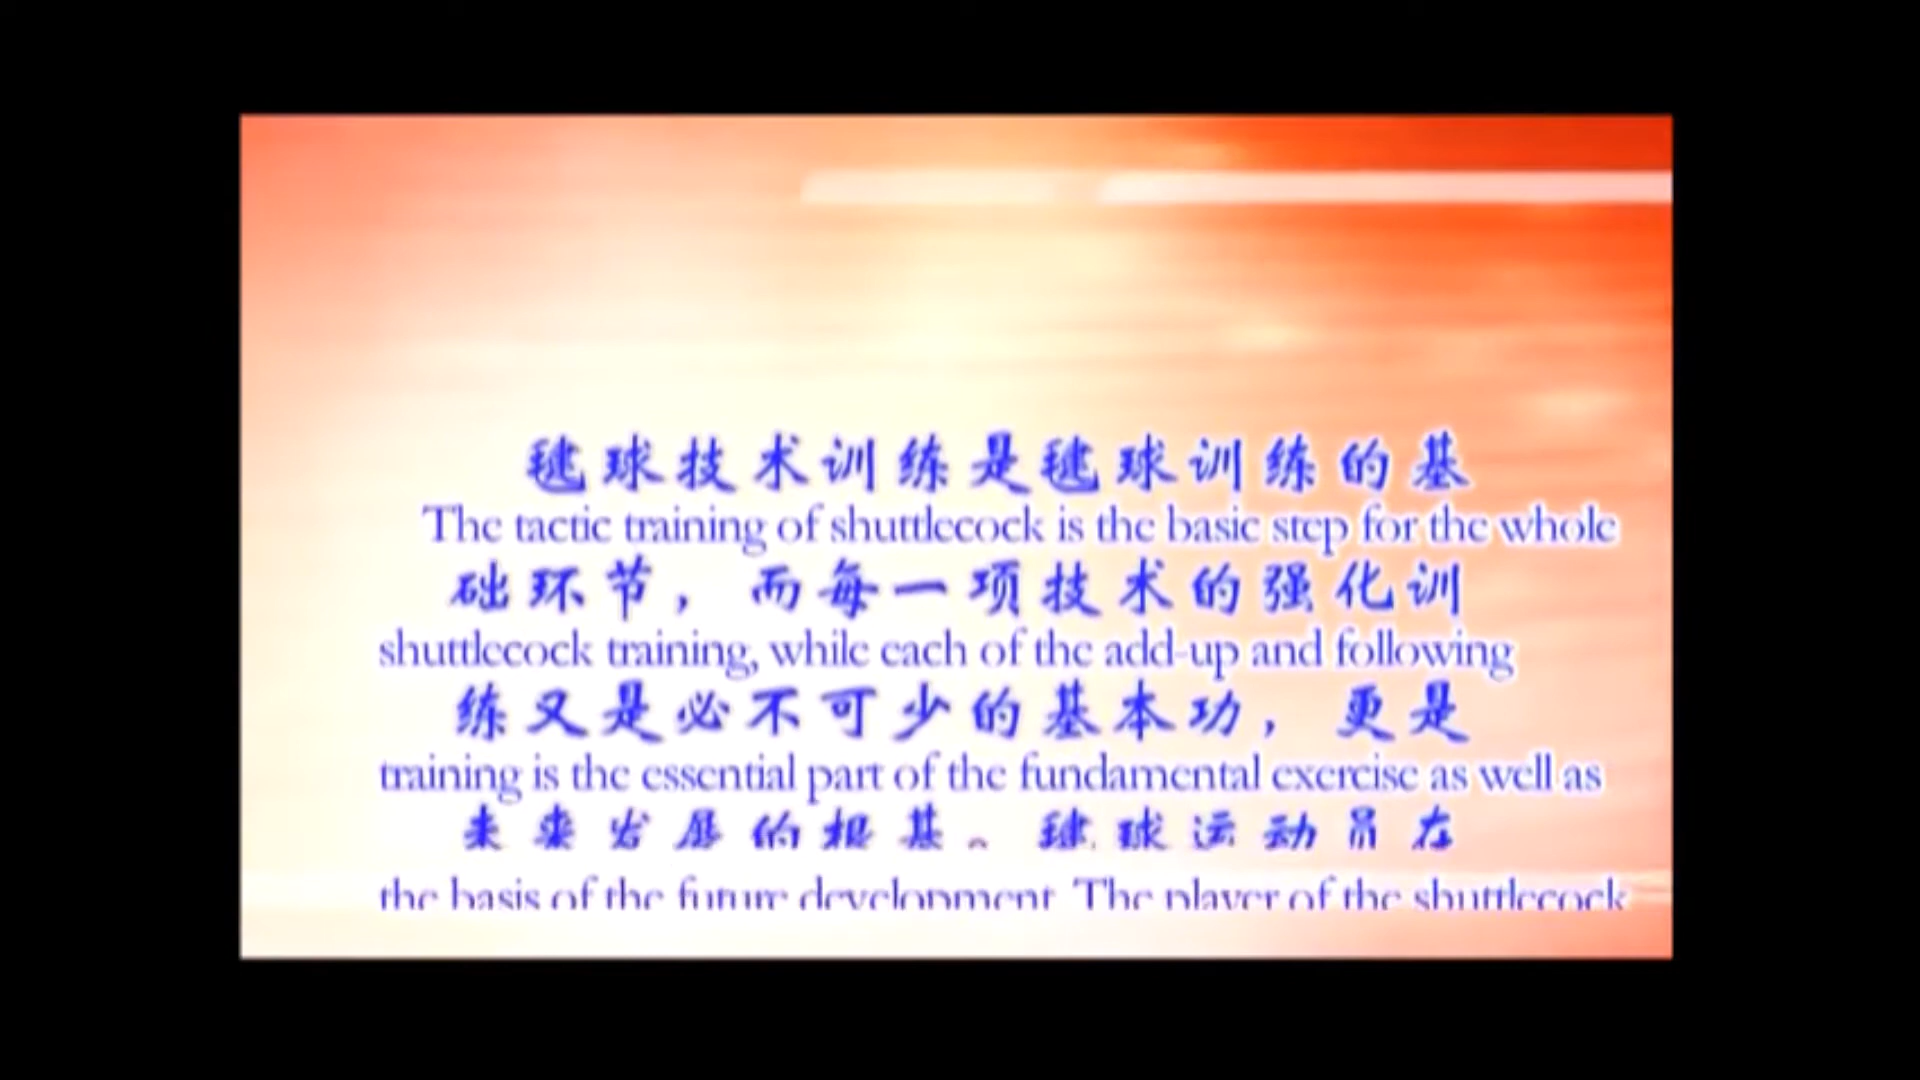 毽球技术训练是毽球训练的基
The tactic training of shuttlecock is the basic step for the whole
础环节，而每一项技术的强化训
shuttlecock training, while each of the add-up and following
练又是必不可少的基本功，更是
training is the essential part of the fundamental exercise as well as
未来发展的根基。毽球运动员在
the basis of the future development. The player of the shuttlecock